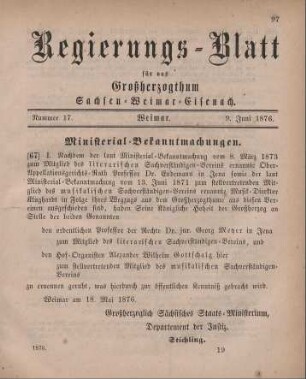 97
Regierungs-Blatt
für das
Großherzogthum
Sachsen-Weimar-Eisenach.
Nummer 17. Weimar. 9. Juni 1876.
Ministerial-Bekanntmachungen.
[67] I. Nachdem der laut Ministerial-Bekanntmachung vom 8. März 1873
zum Mitglied des literarischen Sachverständigen-Vereins ernannte Ober-
Appellationsgerichts-Rath Professor Dr. Endemann in Jena sowie der laut
Ministerial-Bekanntmachung vom 13. Juni 1871 zum stellvertretenden Mit-
glied des musikalischen Sachverständigen-Vereins ernannte Musik-Direktor
Müghardt in Folge ihres Wegzugs aus dem Großherzogthume aus diesen
Vereinen ausgeschieden sind, haben Seine Königliche Hoheit der Großherzog an
Stelle der beiden Genannten
den ordentlichen Professor der Rechte Dr. jur. Georg Meyer in Jena
zum Mitglied des literarischen Sachverständigen-Vereins, und
den Hof-Organisten Alexander Wilhelm Gottschalg hier
zum stellvertretenden Mitglied des musikalischen Sachverständigen-
Vereins
zu ernennen geruht, was hierdurch zur öffentlichen Kenntniß gebracht wird.
Weimar am 18. Mai 1876.
Großherzoglich Sächsisches Staats-Ministerium,
Departement der Justiz.
Stichling.
1876. 19